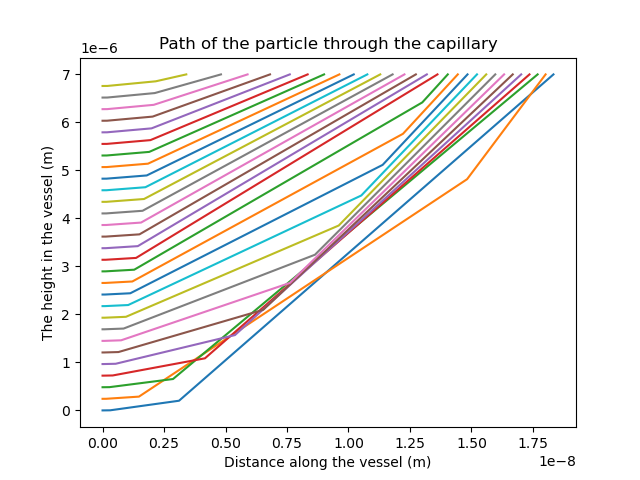 Path of the particle through the capillary
1e−6
7
6
5
4
3
2
1
0
The height in the vessel (m)
0.00 0.25 0.50 0.75 1.00 1.25 1.50 1.75
1e−8
Distance along the vessel (m)